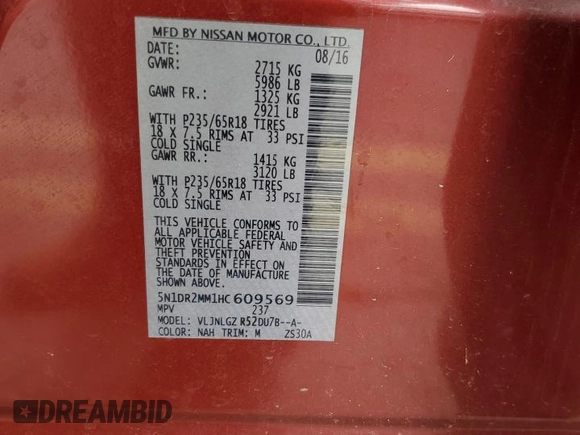 MFD BY NISSAN MOTOR CO., LTD.
DATE: 08/16
GVWR: 2715 KG
5986 LB
GAWR FR.: 1325 KG
2921 LB
WITH P235/65R18 TIRES
18 X 7.5 RIMS AT 33 PSI
COLD SINGLE
GAWR RR.: 1415 KG
3120 LB
WITH P235/65R18 TIRES
18 X 7.5 RIMS AT 33 PSI
COLD SINGLE
THIS VEHICLE CONFORMS TO
ALL APPLICABLE FEDERAL
MOTOR VEHICLE SAFETY AND
THEFT PREVENTION
STANDARDS IN EFFECT ON
THE DATE OF MANUFACTURE
SHOWN ABOVE.
5N1DR2MM1HC609569
MPV 237
MODEL: VLJNLGZ R52DU7B--A-
COLOR: NAH TRIM: M ZS30A
DREAMBID